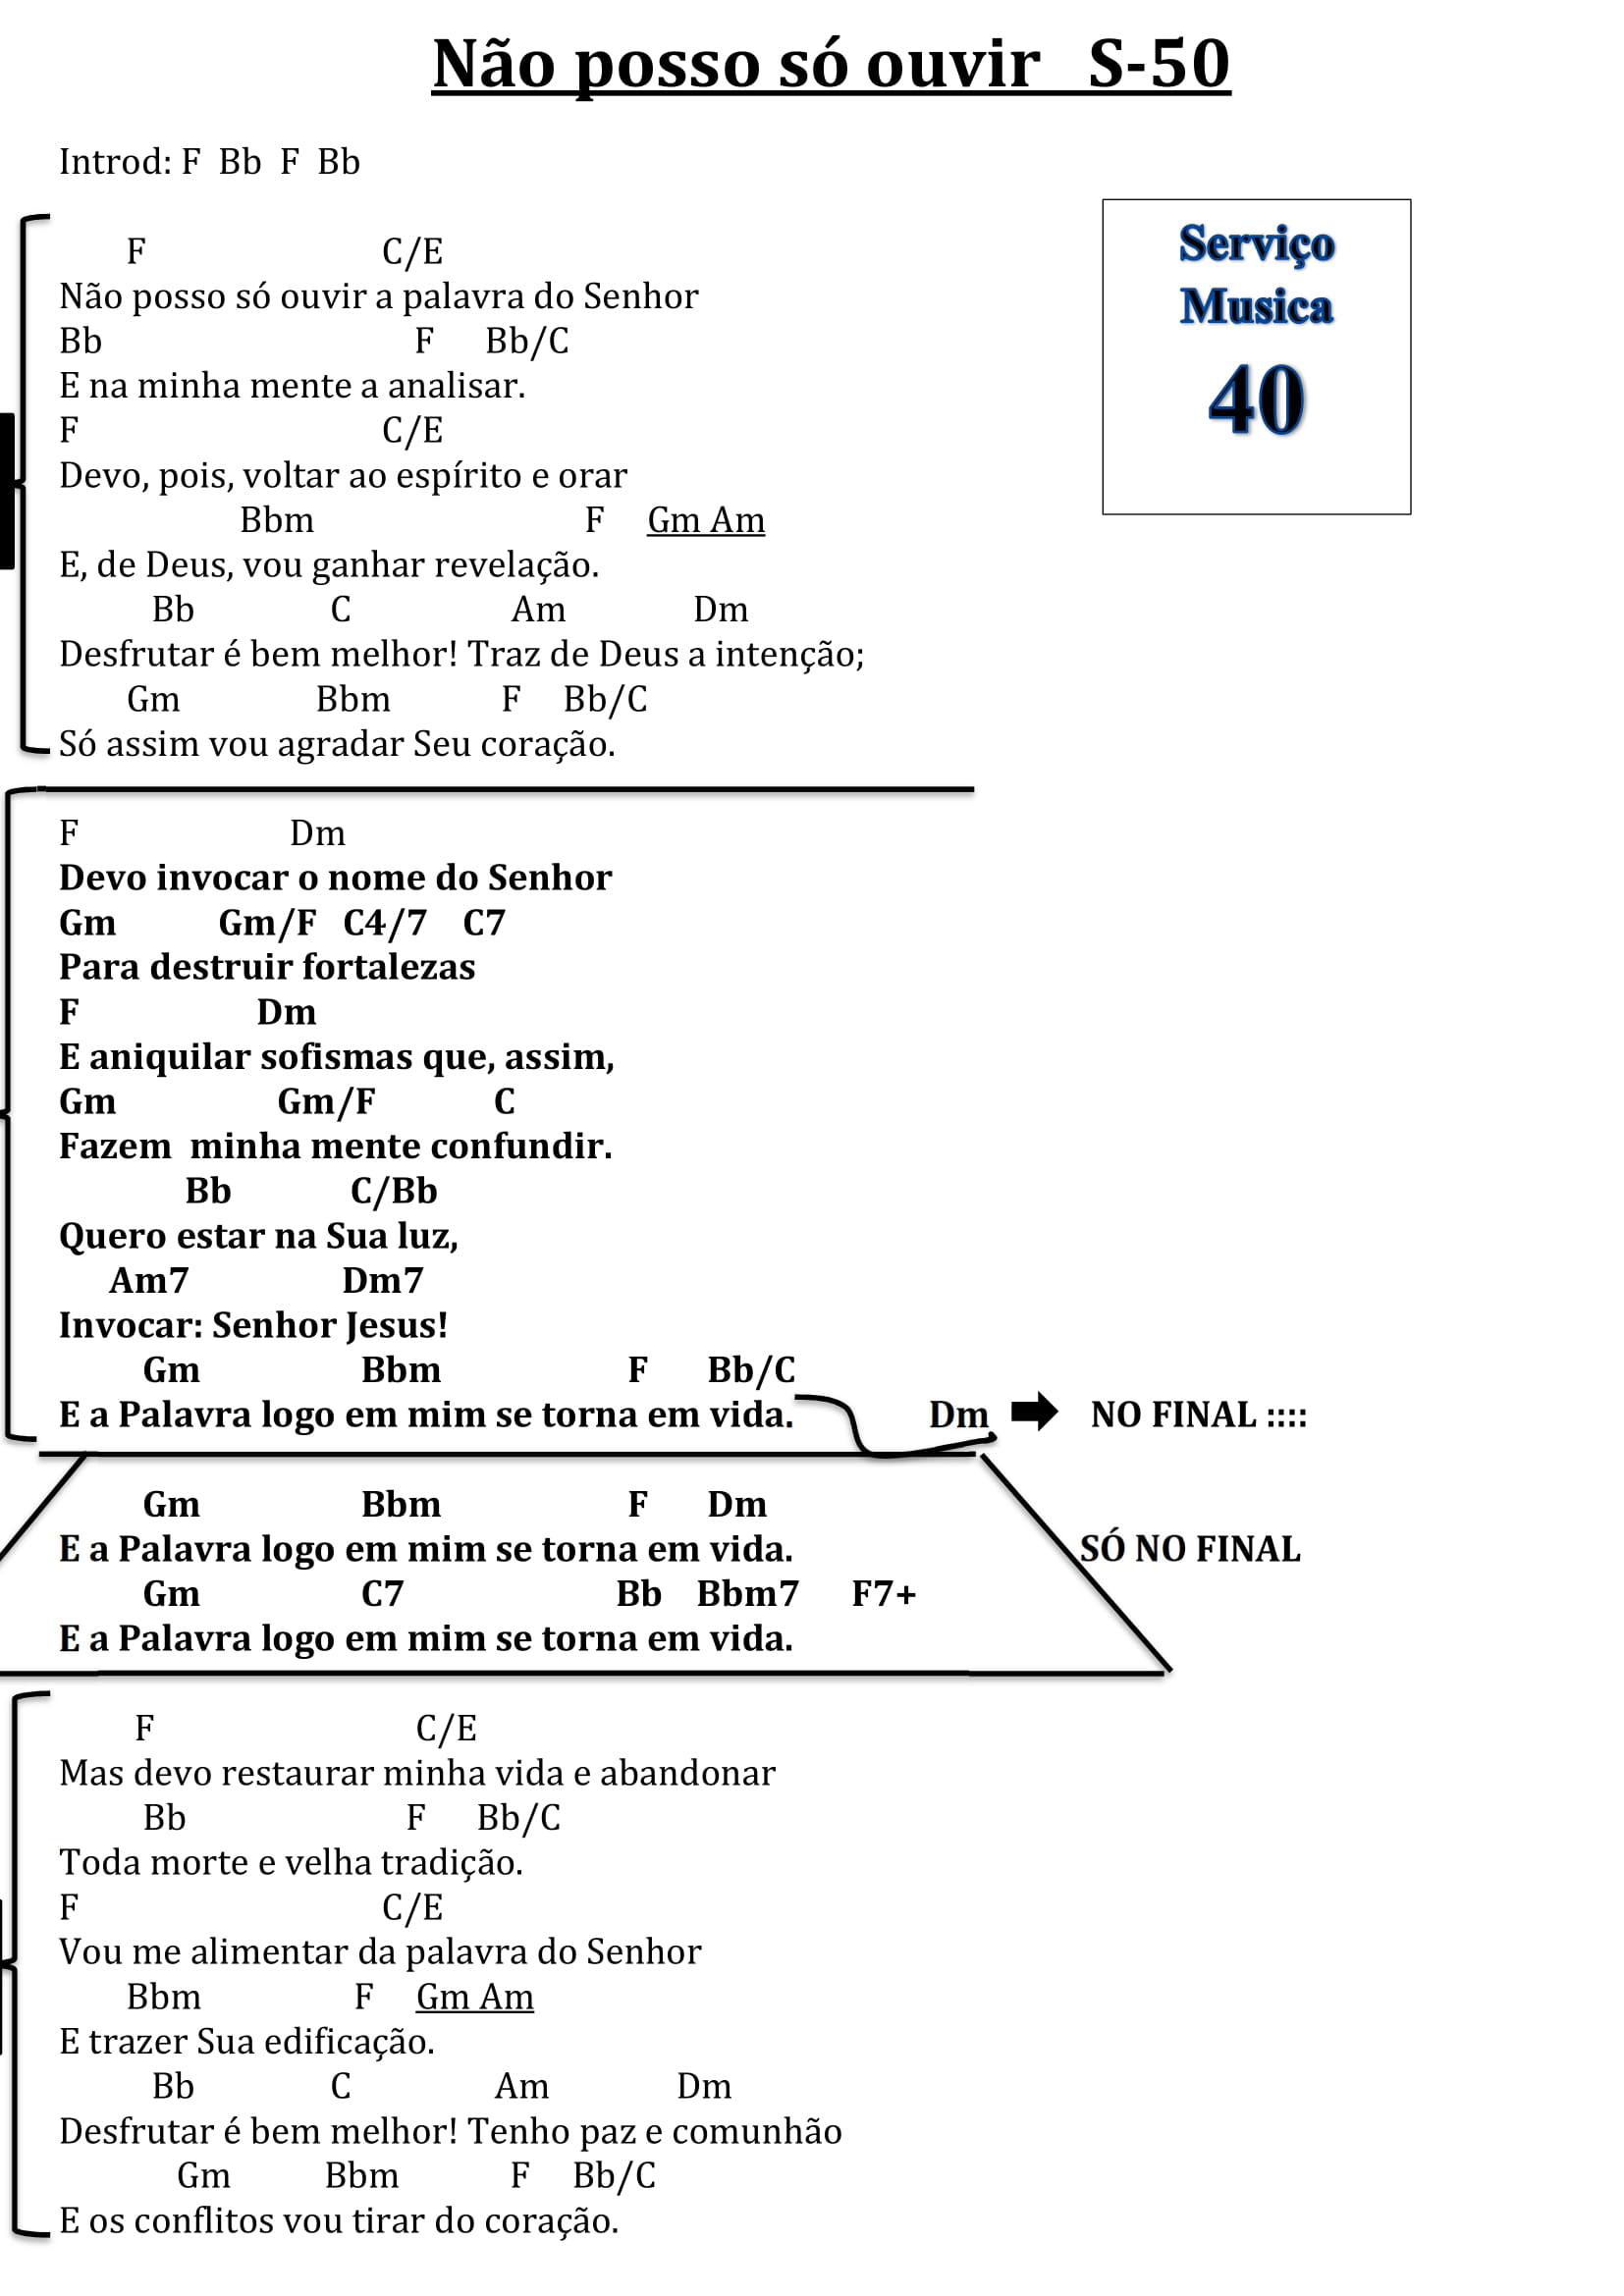 Não posso só ouvir   S-50
Introd: F  Bb  F  Bb
Serviço
Musica
40
F                            C/E
Não posso só ouvir a palavra do Senhor
Bb                                     F      Bb/C
E na minha mente a analisar.
F                                    C/E
Devo, pois, voltar ao espírito e orar
Bbm                                F     Gm Am
E, de Deus, vou ganhar revelação.
Bb                C                   Am               Dm
Desfrutar é bem melhor! Traz de Deus a intenção;
Gm                Bbm             F     Bb/C
Só assim vou agradar Seu coração.
F                         Dm
Devo invocar o nome do Senhor
Gm            Gm/F   C4/7    C7
Para destruir fortalezas
F                     Dm
E aniquilar sofismas que, assim,
Gm                   Gm/F              C
Fazem  minha mente confundir.
Bb              C/Bb
Quero estar na Sua luz,
Am7                  Dm7
Invocar: Senhor Jesus!
Gm                   Bbm                      F       Bb/C
E a Palavra logo em mim se torna em vida.                Dm            NO FINAL ::::
Gm                   Bbm                      F       Dm
E a Palavra logo em mim se torna em vida.                                  SÓ NO FINAL
Gm                   C7                         Bb    Bbm7      F7+
E a Palavra logo em mim se torna em vida.
F                               C/E
Mas devo restaurar minha vida e abandonar
Bb                          F      Bb/C
Toda morte e velha tradição.
F                                    C/E
Vou me alimentar da palavra do Senhor
Bbm                  F     Gm Am
E trazer Sua edificação.
Bb                C                 Am               Dm
Desfrutar é bem melhor! Tenho paz e comunhão
Gm           Bbm             F     Bb/C
E os conflitos vou tirar do coração.